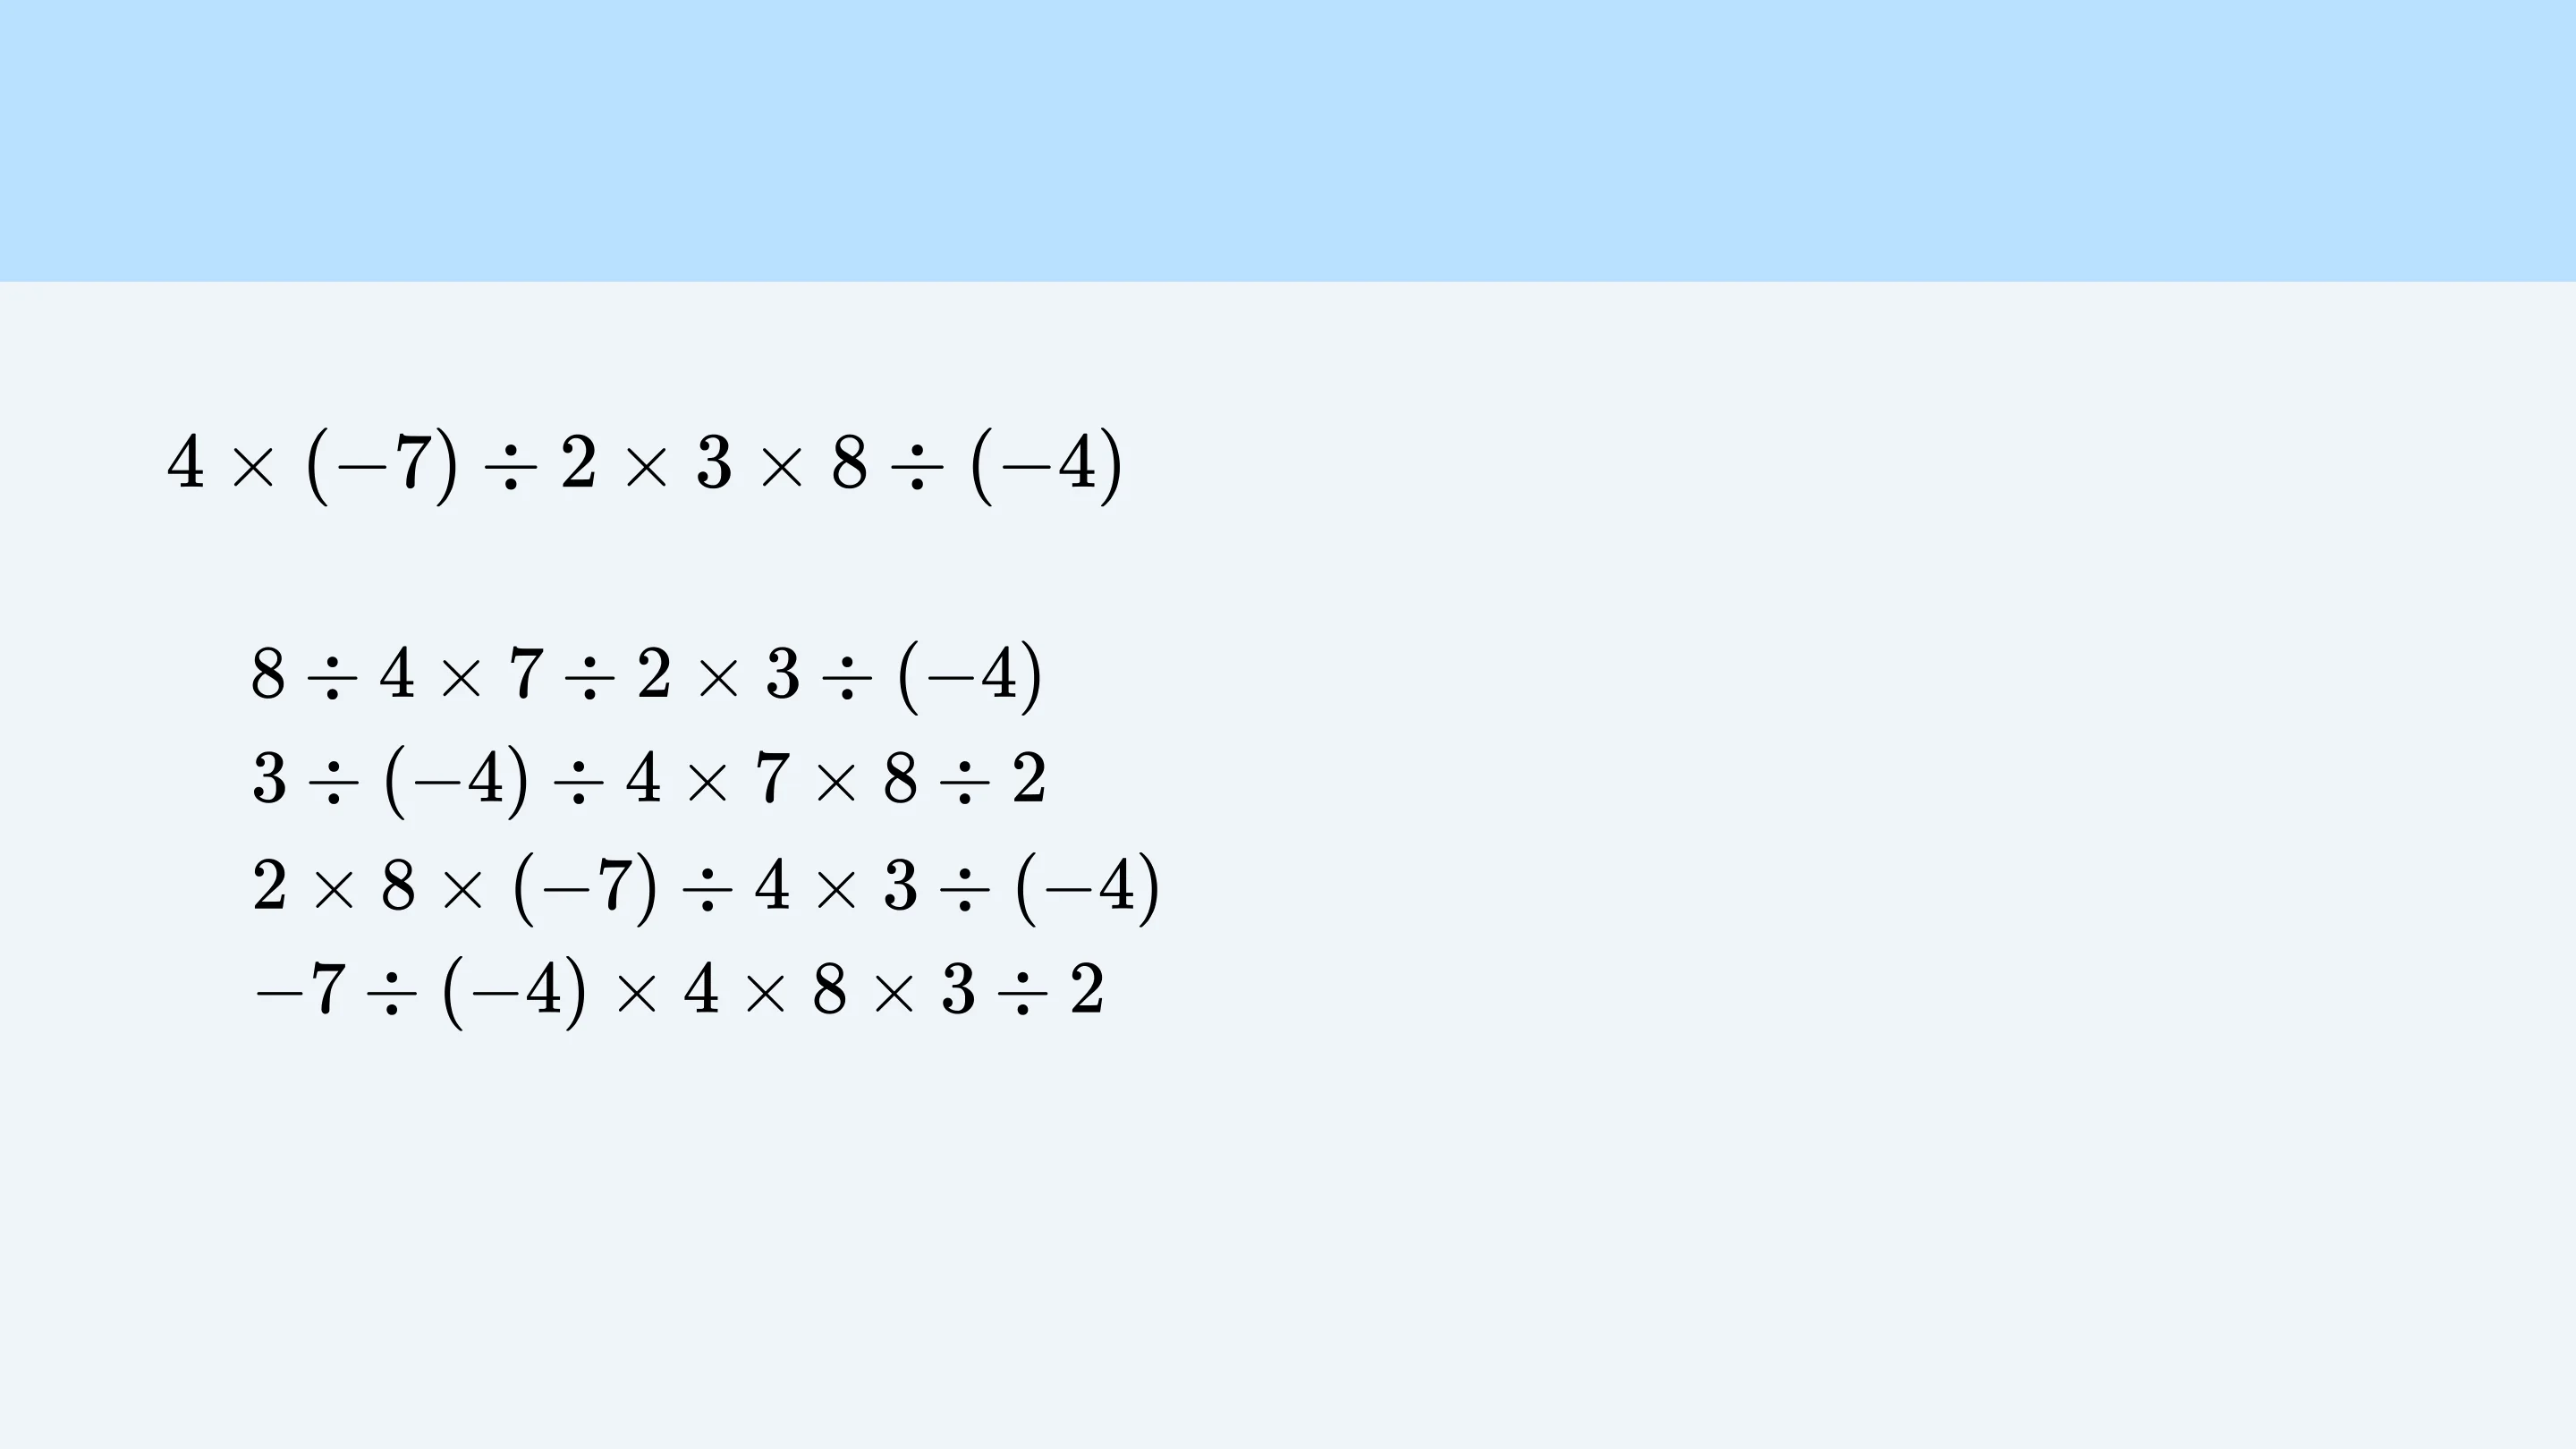 4 × (−7) ÷ 2 × 3 × 8 ÷ (−4)
8 ÷ 4 × 7 ÷ 2 × 3 ÷ (−4)
3 ÷ (−4) ÷ 4 × 7 × 8 ÷ 2
2 × 8 × (−7) ÷ 4 × 3 ÷ (−4)
−7 ÷ (−4) × 4 × 8 × 3 ÷ 2